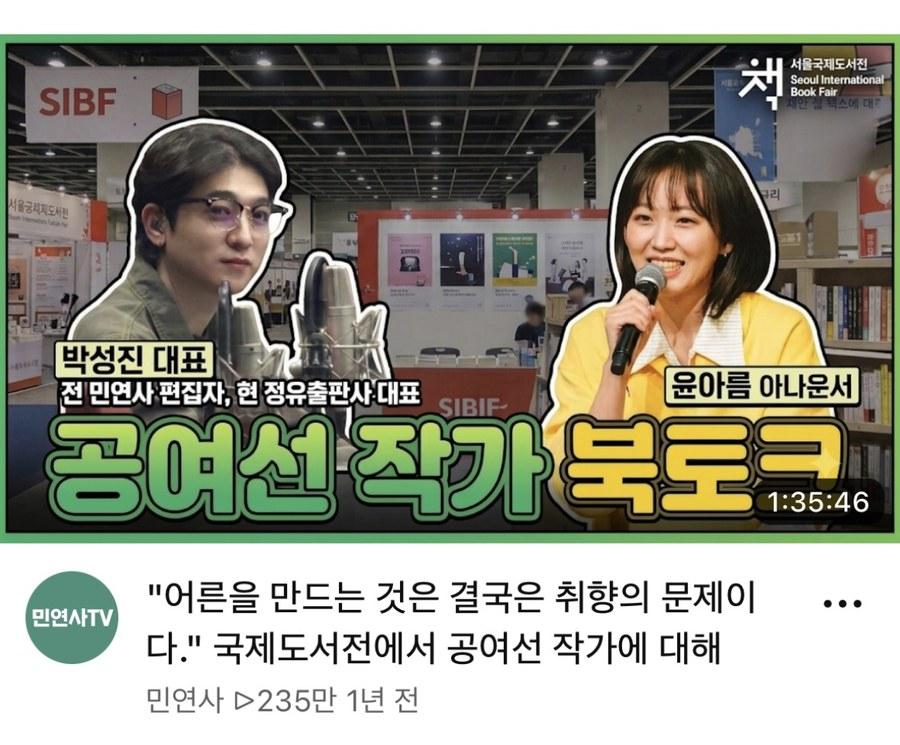 SIBF
책
서울국제도서전
Seoul International
Book Fair
박성진 대표
전 민연사 편집자, 현 정유출판사 대표
윤아름 아나운서
공여선 작가 북토크
1:35:46
민연사TV
"어른을 만드는 것은 결국은 취향의 문제이
다." 국제도서전에서 공여선 작가에 대해
민연사 ▷235만 1년 전